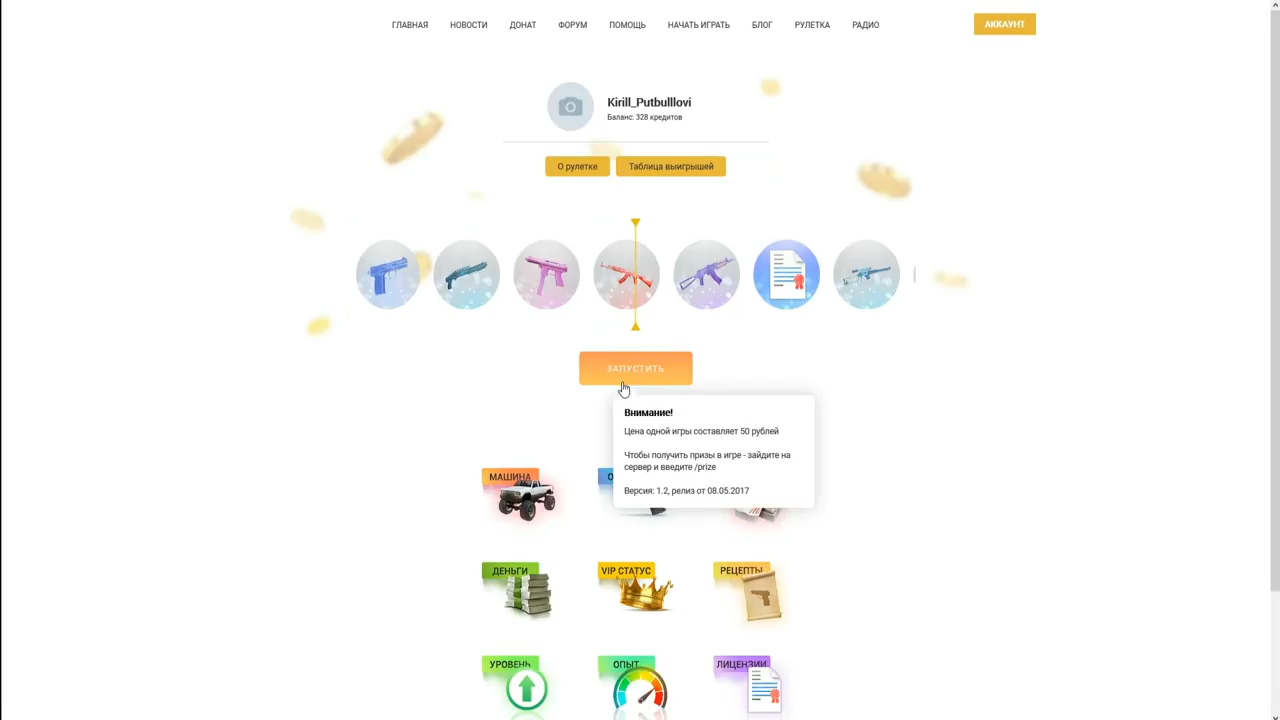 ГЛАВНАЯ НОВОСТИ ДОНАТ ФОРУМ ПОМОЩЬ НАЧАТЬ ИГРАТЬ БЛОГ РУЛЕТКА РАДИО АККАУНТ
Kirill_Putbulllovi
Баланс: 328 кредитов
О рулетке Таблица выигрышей
ЗАПУСТИТЬ
Внимание!
Цена одной игры составляет 50 рублей
Чтобы получить призы в игре - зайдите на
сервер и введите /prize
Версия: 1.2, релиз от 08.05.2017
МАШИНА
ДЕНЬГИ VIP СТАТУС РЕЦЕПТЫ
УРОВЕНЬ ОПЫТ ЛИЦЕНЗИИ